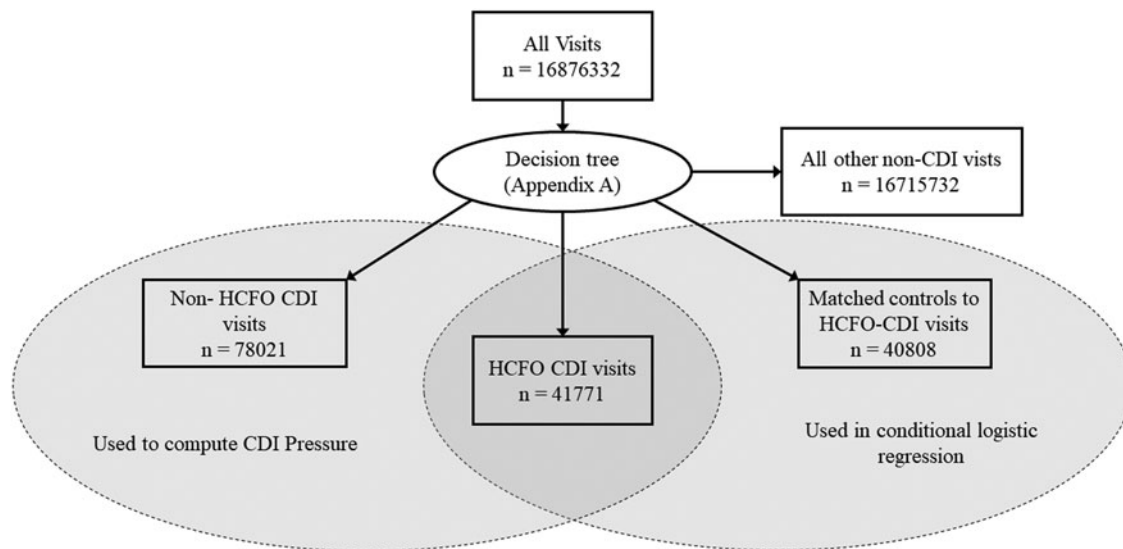 All Visits
n = 16876332
Decision tree
(Appendix A)
All other non-CDI vists
n = 16715732
Non- HCFO CDI
visits
n = 78021
HCFO CDI visits
n = 41771
Matched controls to
HCFO-CDI visits
n = 40808
Used to compute CDI Pressure
Used in conditional logistic
regression